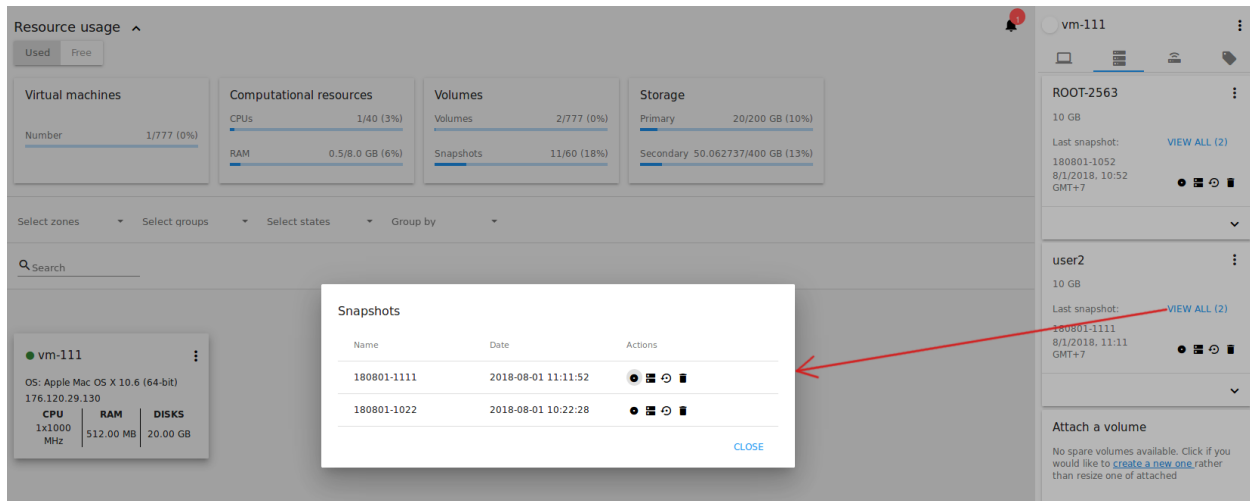 Resource usage
Used Free
Virtual machines
Number 1/777 (0%)
Computational resources
CPUs 1/40 (3%)
RAM 0.5/8.0 GB (6%)
Volumes
Volumes 2/777 (0%)
Snapshots 11/60 (18%)
Storage
Primary 20/200 GB (10%)
Secondary 50.062737/400 GB (13%)
1
Select zones Select groups Select states Group by
Search
vm-111
OS: Apple Mac OS X 10.6 (64-bit)
176.120.29.130
CPU RAM DISKS
1x1000 MHz 512.00 MB 20.00 GB
Snapshots
Name Date Actions
180801-1111 2018-08-01 11:11:52
180801-1022 2018-08-01 10:22:28
CLOSE
vm-111
ROOT-2563
10 GB
Last snapshot: VIEW ALL (2)
180801-1052
8/1/2018, 10:52
GMT+7
user2
10 GB
Last snapshot: VIEW ALL (2)
180801-1111
8/1/2018, 11:11
GMT+7
Attach a volume
No spare volumes available. Click if you
would like to create a new one rather
than resize one of attached